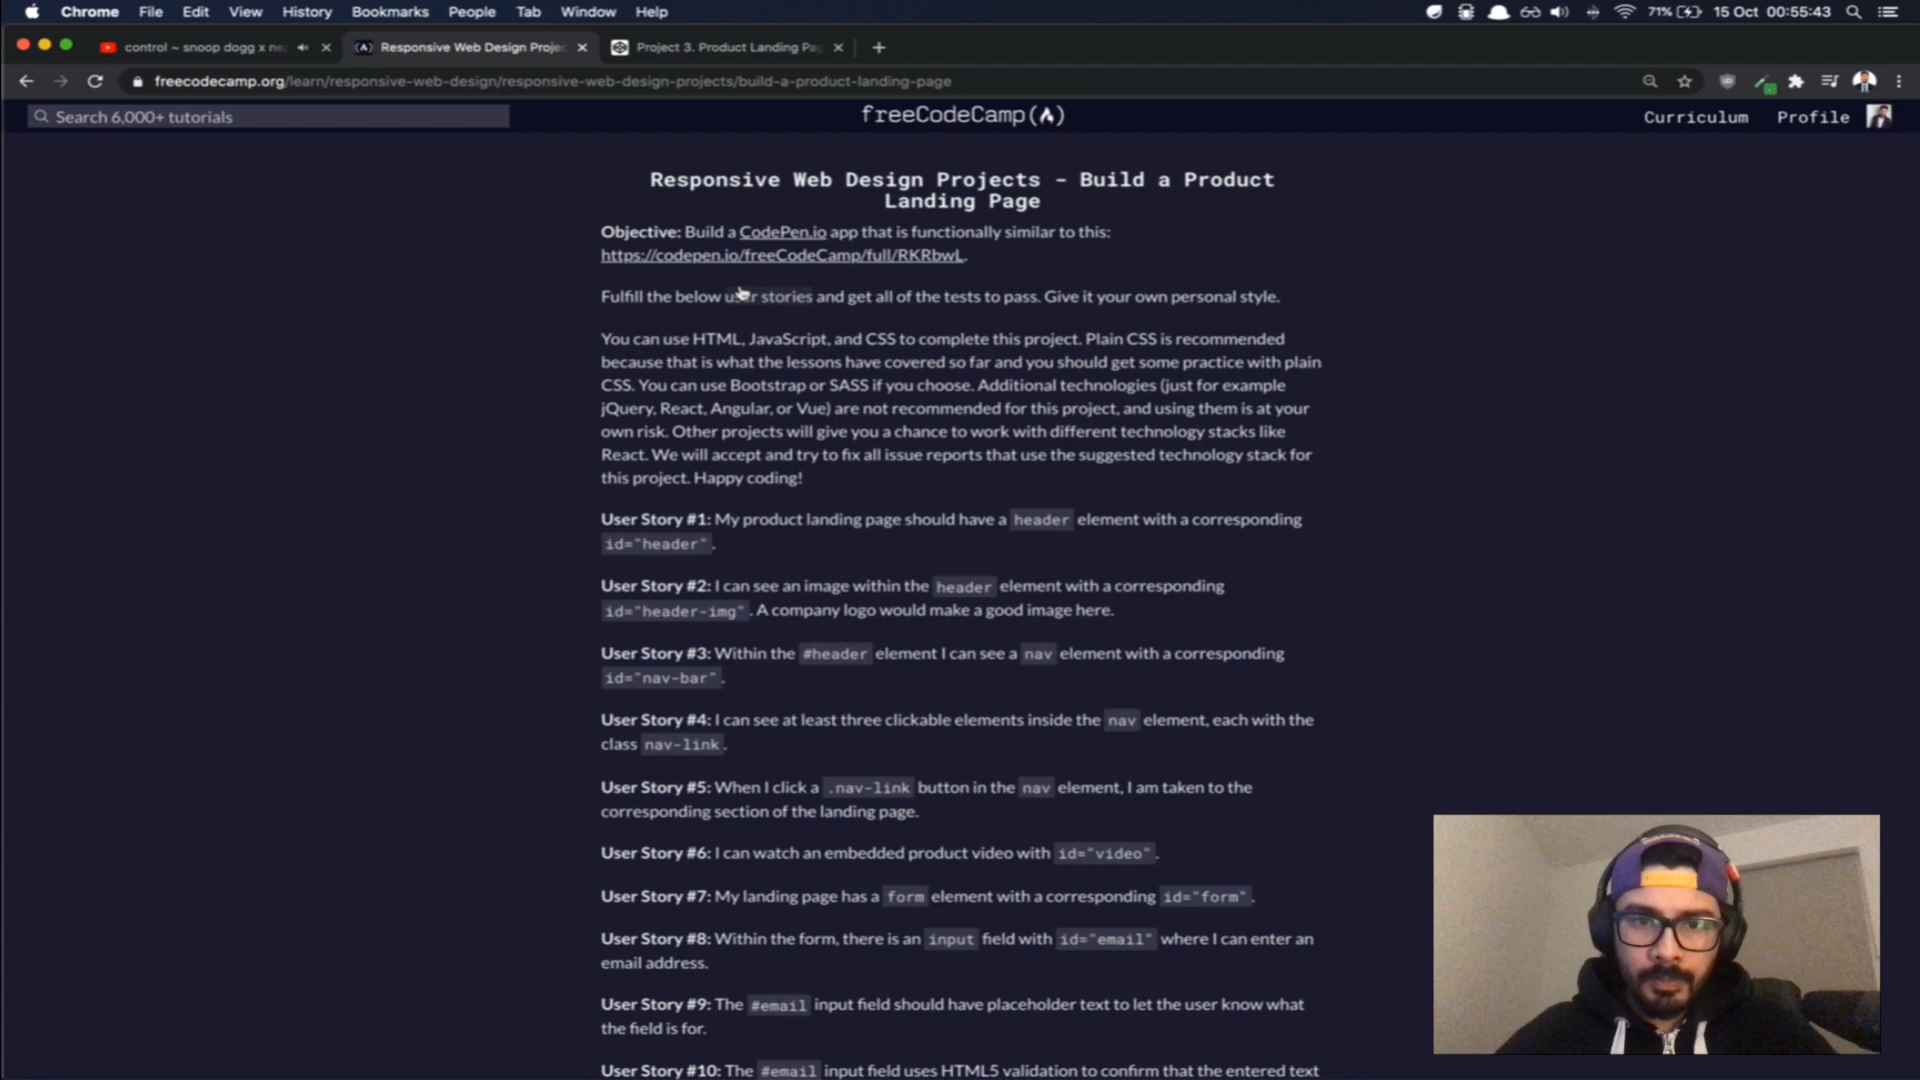 Chrome File Edit View History Bookmarks People Tab Window Help 71% 15 Oct 00:55:43
control ~ snoop dogg x ne Responsive Web Design Projec Project 3. Product Landing Pag
freecodecamp.org/learn/responsive-web-design/responsive-web-design-projects/build-a-product-landing-page
Search 6,000+ tutorials freeCodeCamp Curriculum Profile
Responsive Web Design Projects - Build a Product
Landing Page
Objective: Build a CodePen.io app that is functionally similar to this:
https://codepen.io/freeCodeCamp/full/RKRbwL.
Fulfill the below user stories and get all of the tests to pass. Give it your own personal style.
You can use HTML, JavaScript, and CSS to complete this project. Plain CSS is recommended
because that is what the lessons have covered so far and you should get some practice with plain
CSS. You can use Bootstrap or SASS if you choose. Additional technologies (just for example
jQuery, React, Angular, or Vue) are not recommended for this project, and using them is at your
own risk. Other projects will give you a chance to work with different technology stacks like
React. We will accept and try to fix all issue reports that use the suggested technology stack for
this project. Happy coding!
User Story #1: My product landing page should have a header element with a corresponding
id="header".
User Story #2: I can see an image within the header element with a corresponding
id="header-img". A company logo would make a good image here.
User Story #3: Within the #header element I can see a nav element with a corresponding
id="nav-bar".
User Story #4: I can see at least three clickable elements inside the nav element, each with the
class nav-link.
User Story #5: When I click a .nav-link button in the nav element, I am taken to the
corresponding section of the landing page.
User Story #6: I can watch an embedded product video with id="video".
User Story #7: My landing page has a form element with a corresponding id="form".
User Story #8: Within the form, there is an input field with id="email" where I can enter an
email address.
User Story #9: The #email input field should have placeholder text to let the user know what
the field is for.
User Story #10: The #email input field uses HTML5 validation to confirm that the entered text